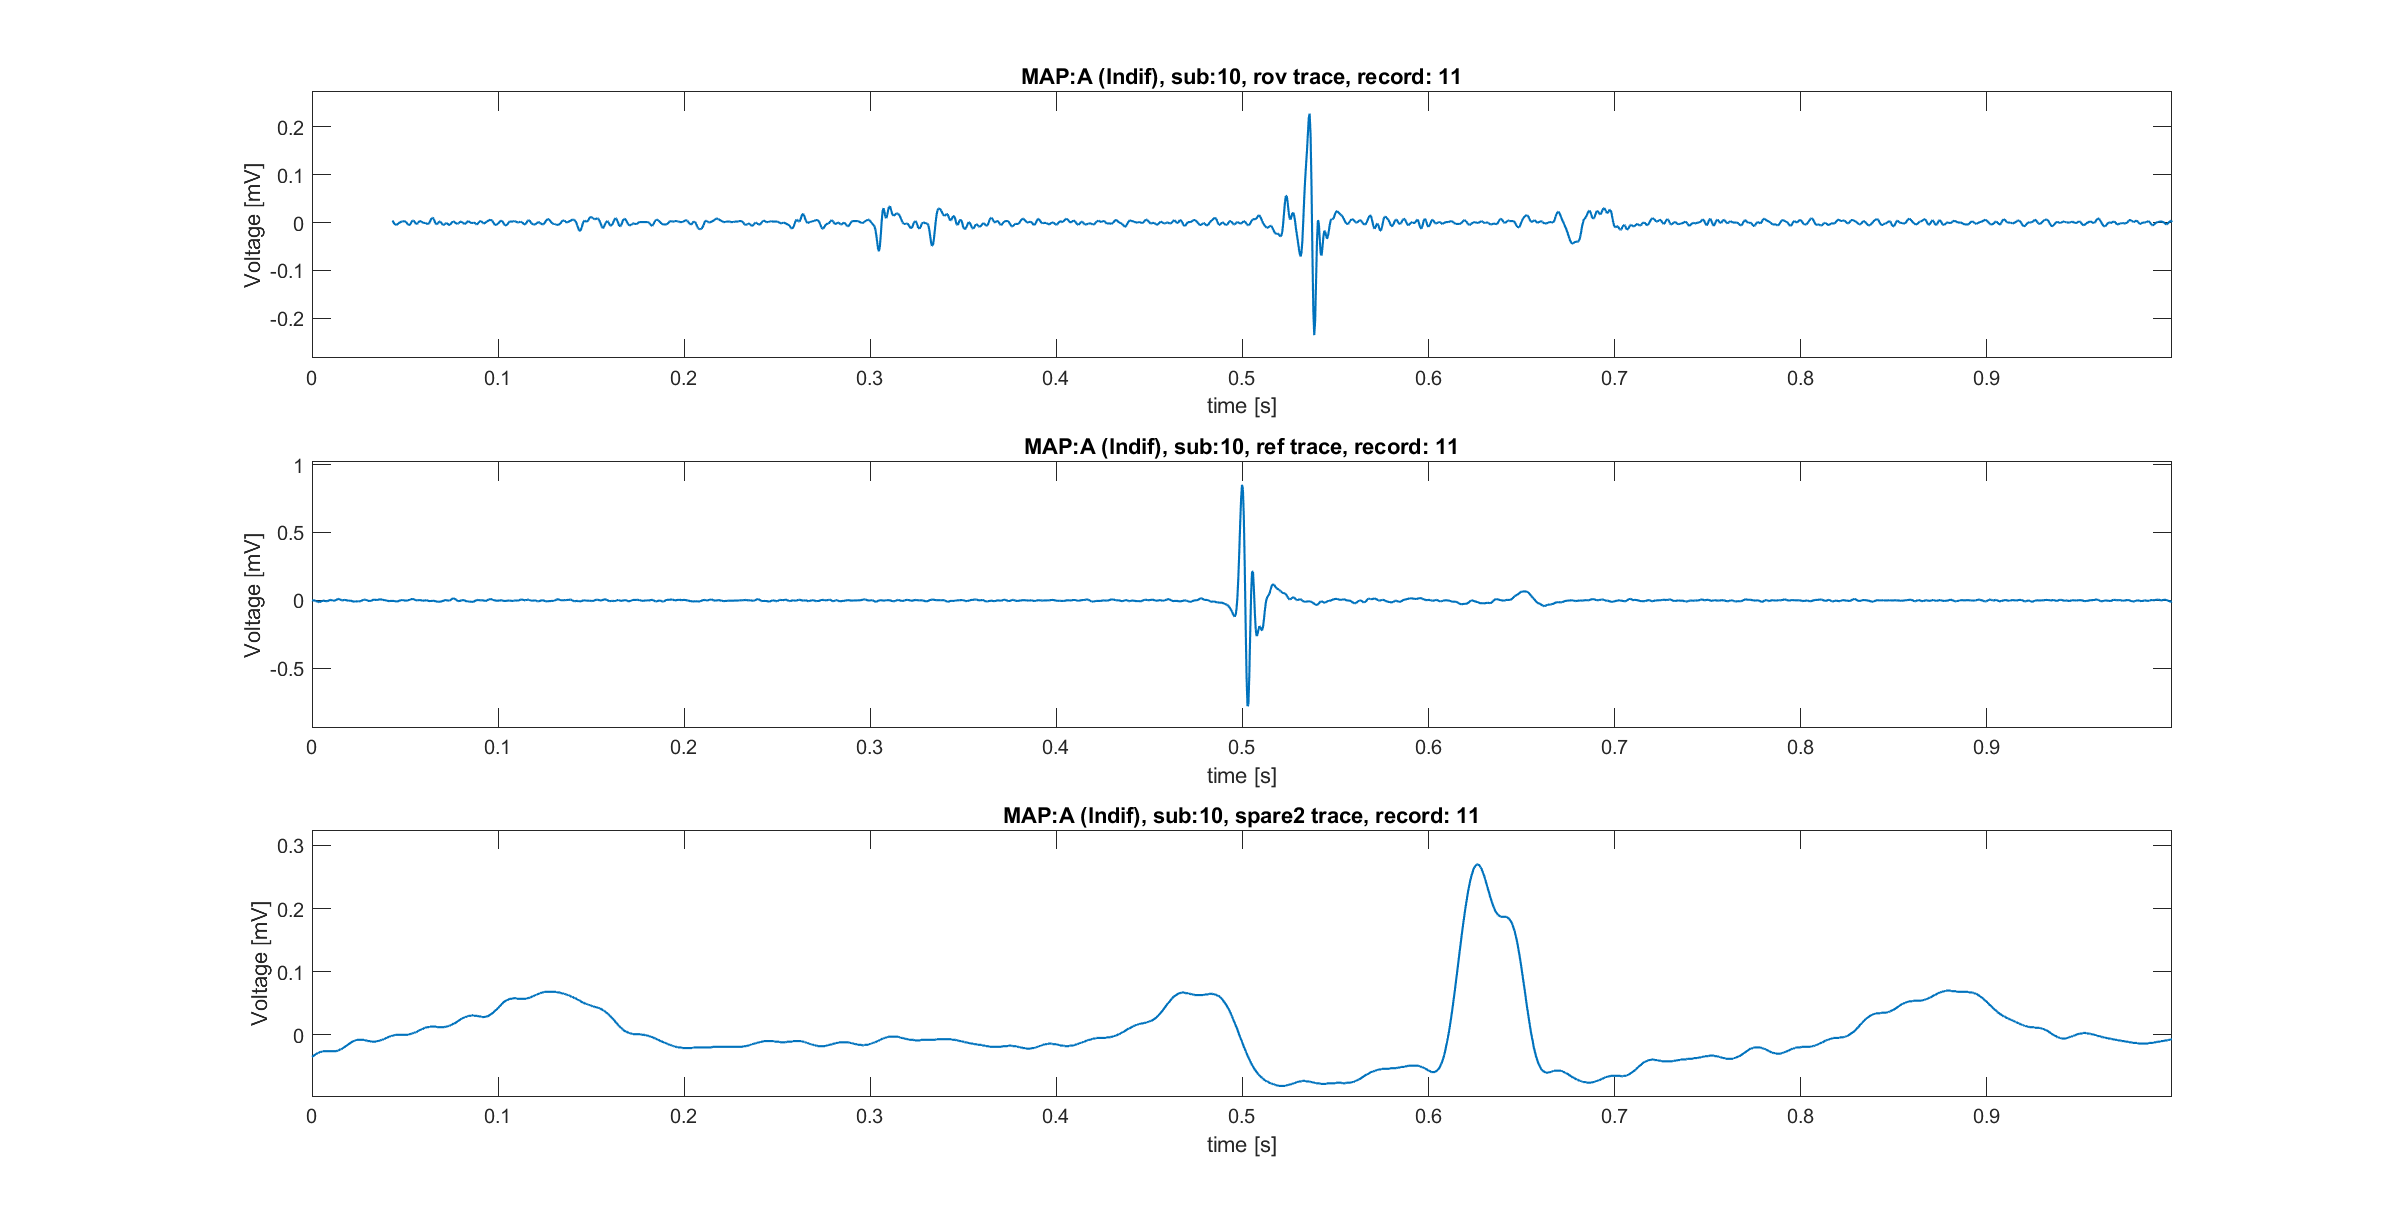 MAP:A (Indif), sub:10, rov trace, record: 11
Voltage [mV]
0.2
0.1
0
-0.1
-0.2
0 0.1 0.2 0.3 0.4 0.5 0.6 0.7 0.8 0.9
time [s]
MAP:A (Indif), sub:10, ref trace, record: 11
Voltage [mV]
1
0.5
0
-0.5
0 0.1 0.2 0.3 0.4 0.5 0.6 0.7 0.8 0.9
time [s]
MAP:A (Indif), sub:10, spare2 trace, record: 11
Voltage [mV]
0.3
0.2
0.1
0
0 0.1 0.2 0.3 0.4 0.5 0.6 0.7 0.8 0.9
time [s]